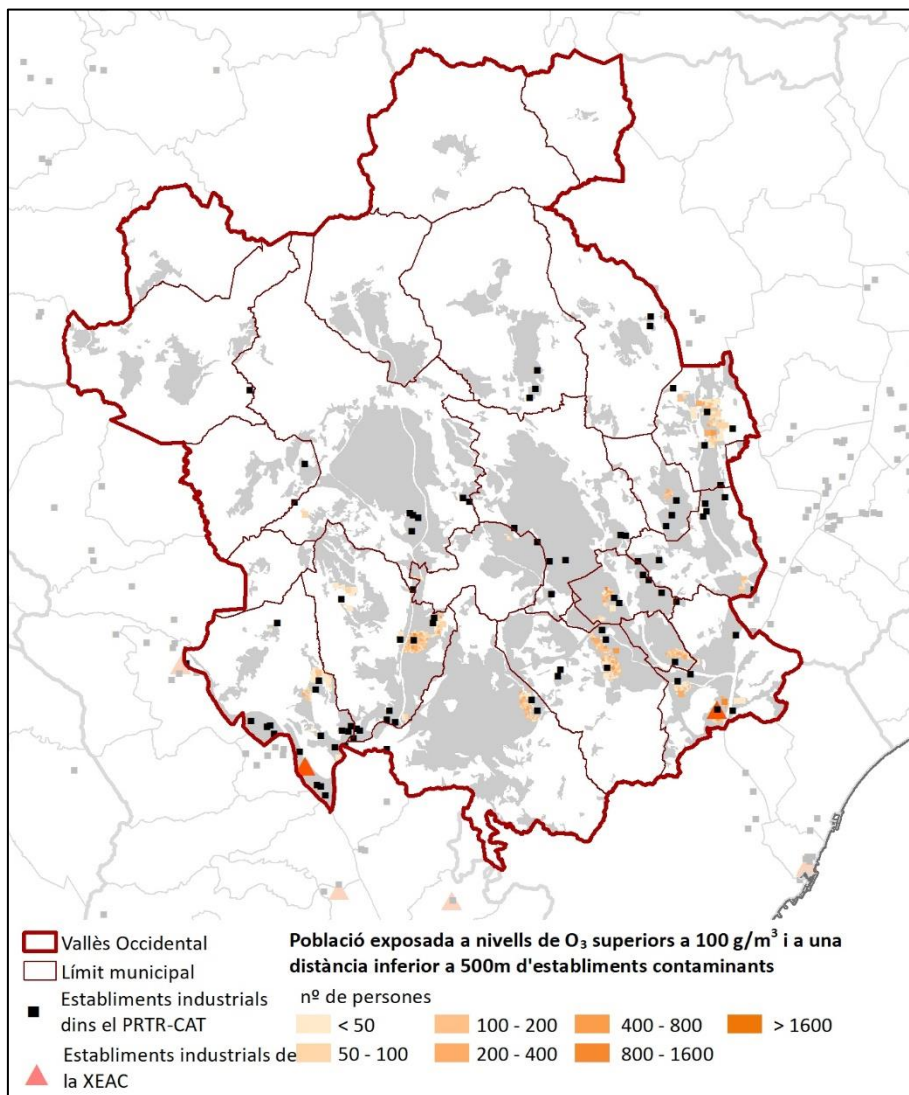 Vallès Occidental
Límit municipal
Establiments industrials
dins el PRTR-CAT
Establiments industrials de
la XEAC
Població exposada a nivells de O₃ superiors a 100 g/m³ i a una
distància inferior a 500m d'establiments contaminants
nº de persones
< 50
100 - 200
400 - 800
> 1600
50 - 100
200 - 400
800 - 1600